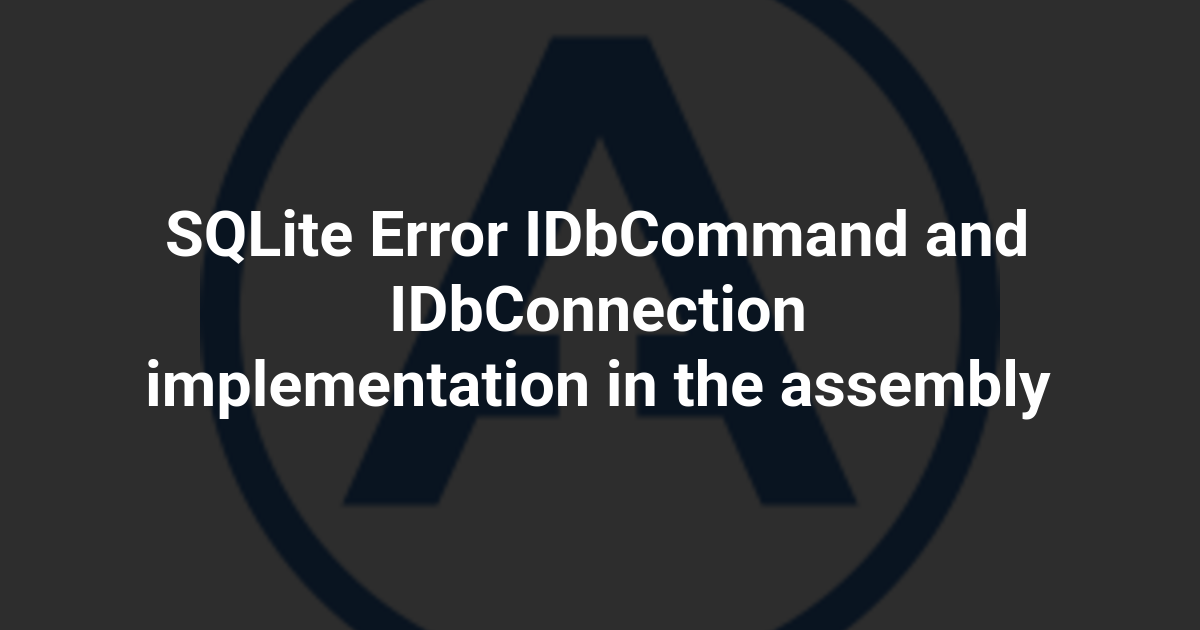 SQLite Error IDbCommand and
IDbConnection
implementation in the assembly